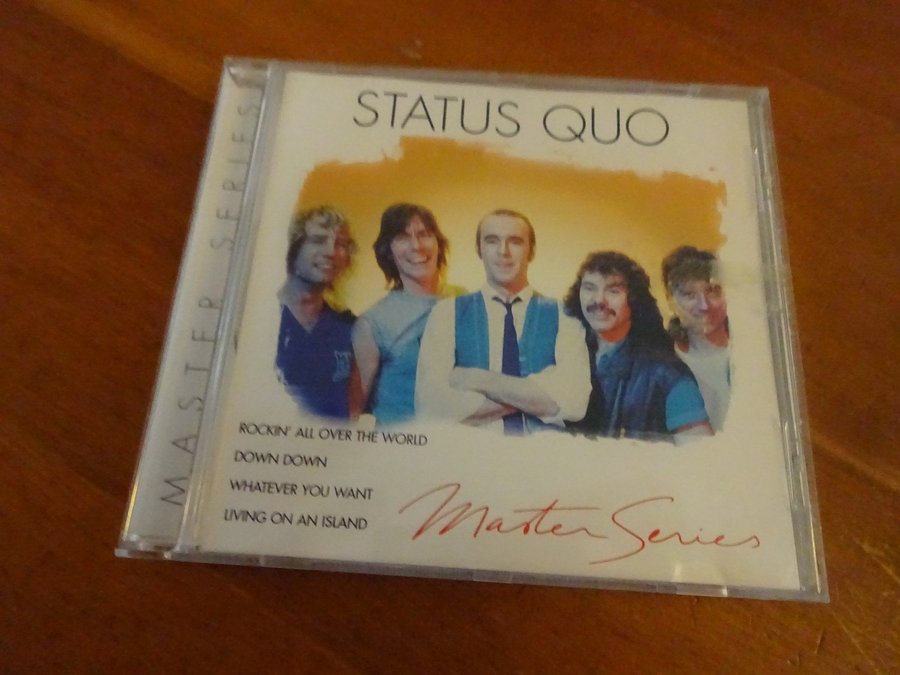 STATUS QUO
MASTER SERIES
ROCKIN' ALL OVER THE WORLD
DOWN DOWN
WHATEVER YOU WANT
LIVING ON AN ISLAND
Master Series